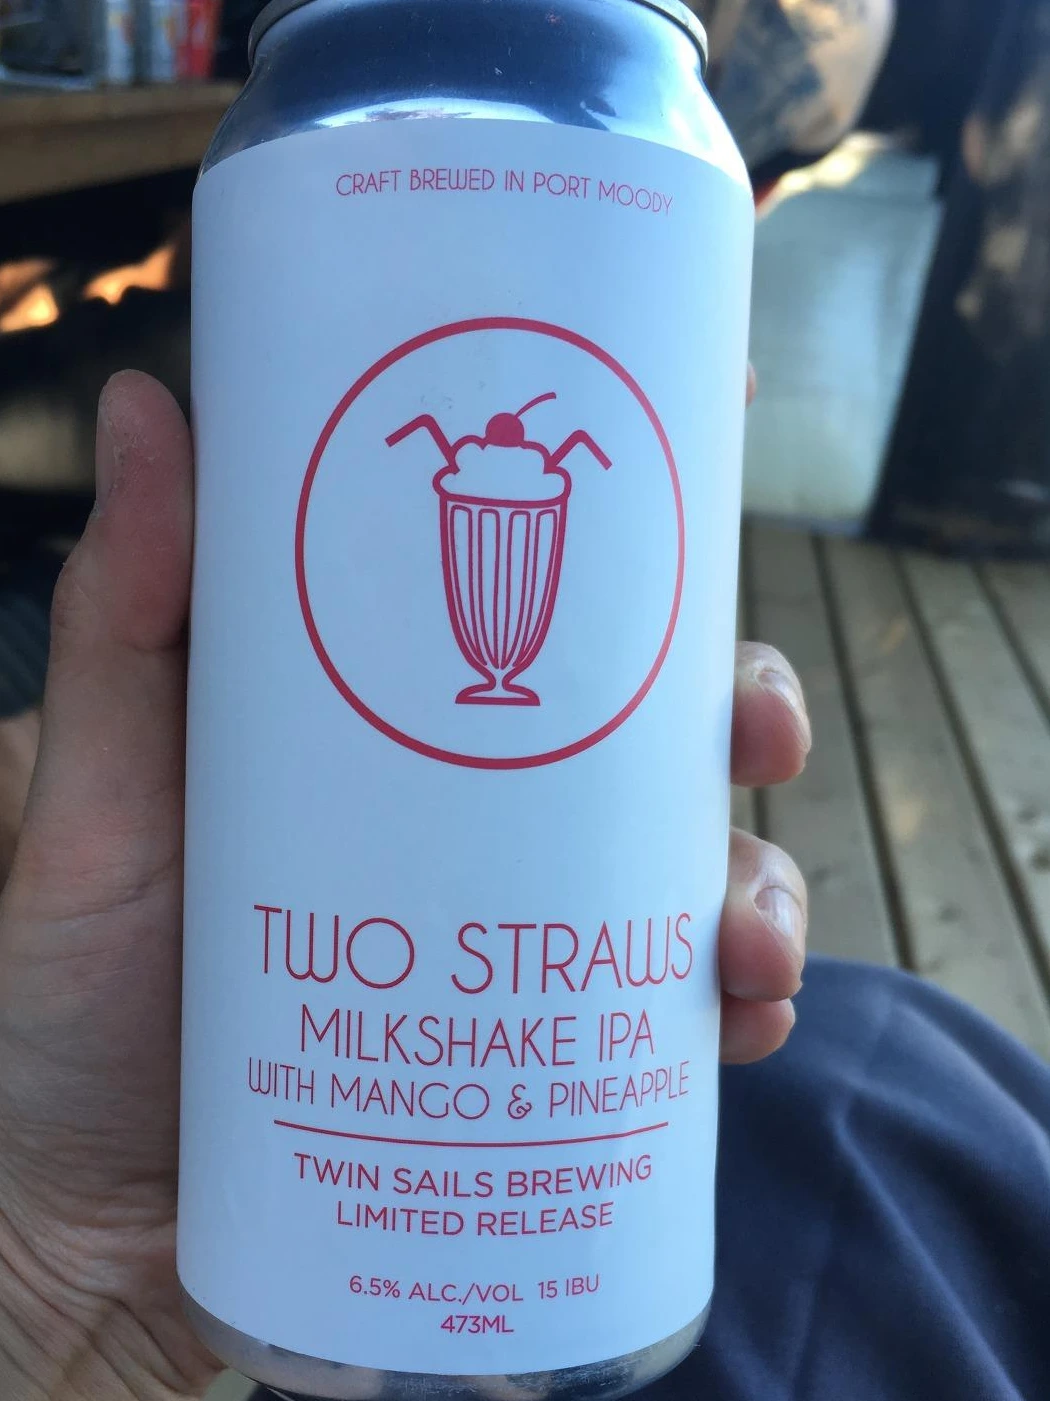 CRAFT BREWED IN PORT MOODY
TWO STRAWS
MILKSHAKE IPA
WITH MANGO & PINEAPPLE
TWIN SAILS BREWING
LIMITED RELEASE
6.5% ALC./VOL 15 IBU
473ML